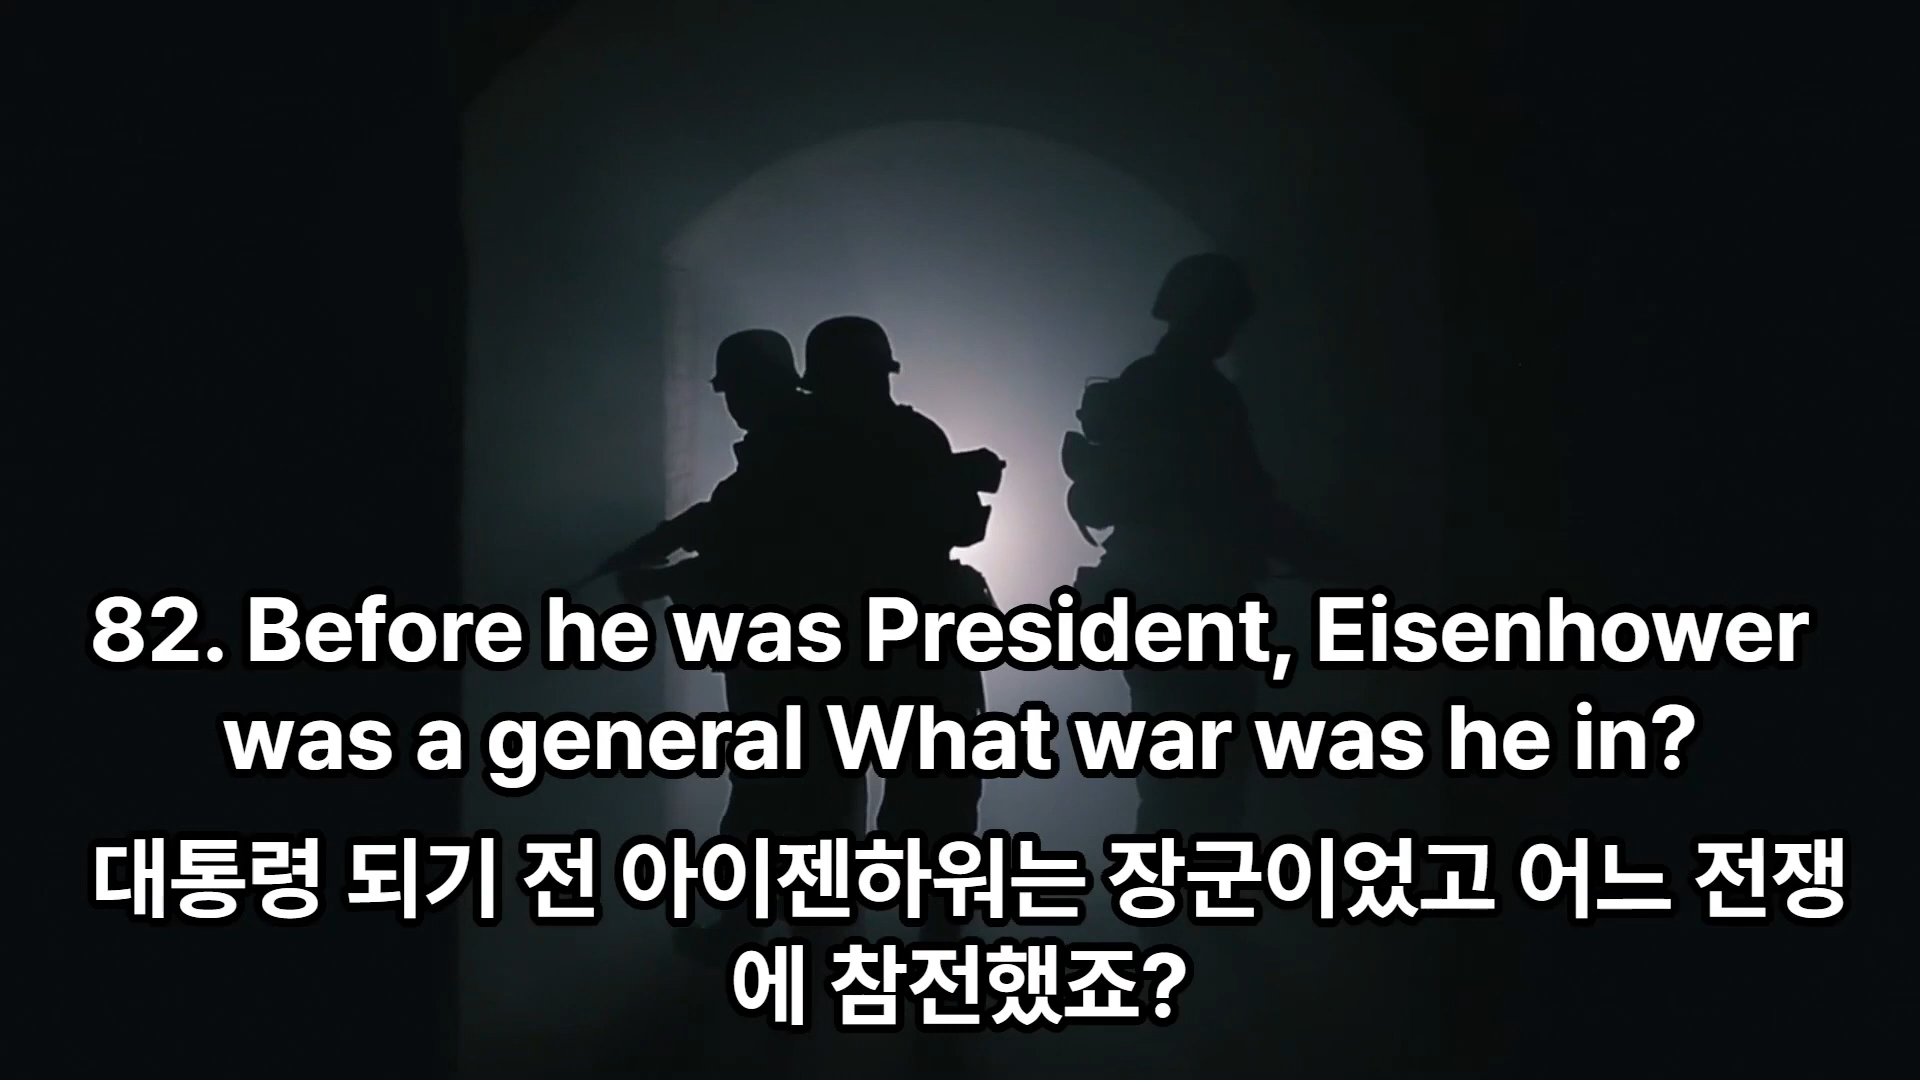 82. Before he was President, Eisenhower
was a general What war was he in?
대통령 되기 전 아이젠하워는 장군이었고 어느 전쟁
에 참전했죠?